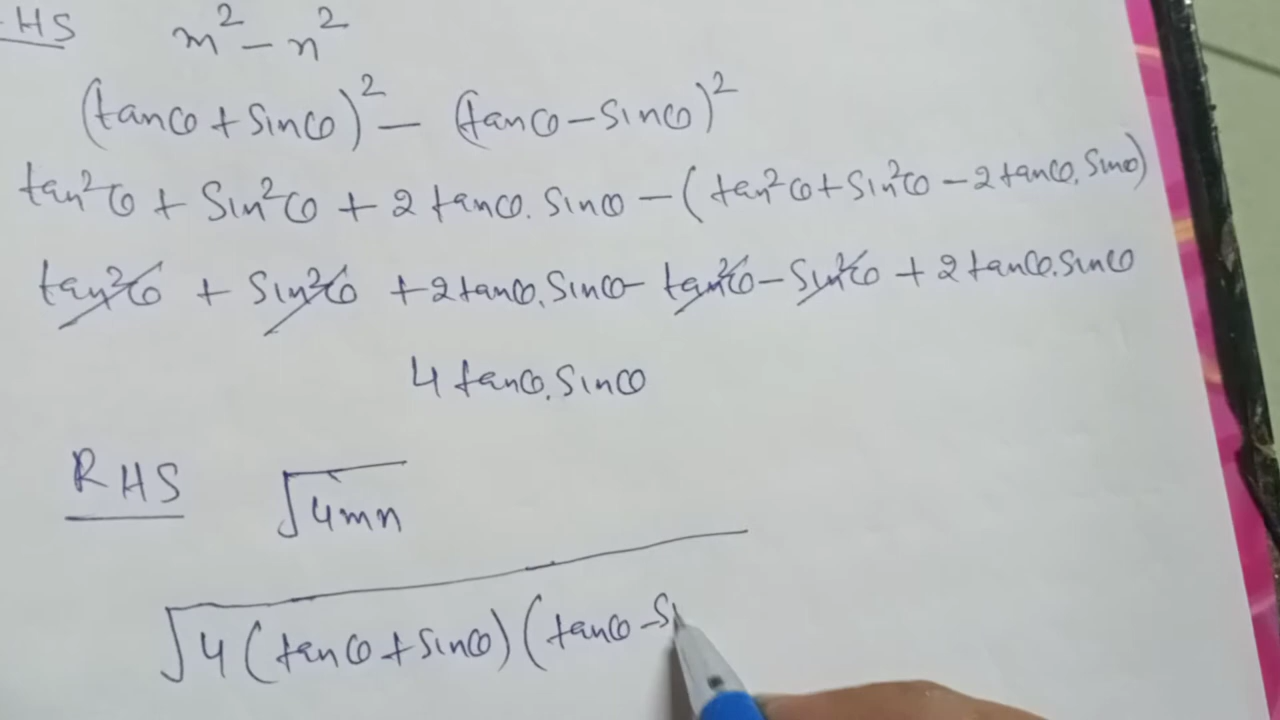 LHS m² - n²
(tanθ + Sinθ)² - (tanθ - Sinθ)²
tan²θ + Sin²θ + 2 tanθ. Sinθ - (tan²θ + Sin²θ - 2 tanθ. Sinθ)
tan²θ + Sin²θ + 2 tanθ. Sinθ - tan²θ - Sin²θ + 2 tanθ. Sinθ
4 tanθ. Sinθ
RHS √4mn
√4 (tanθ + Sinθ) (tanθ - Si